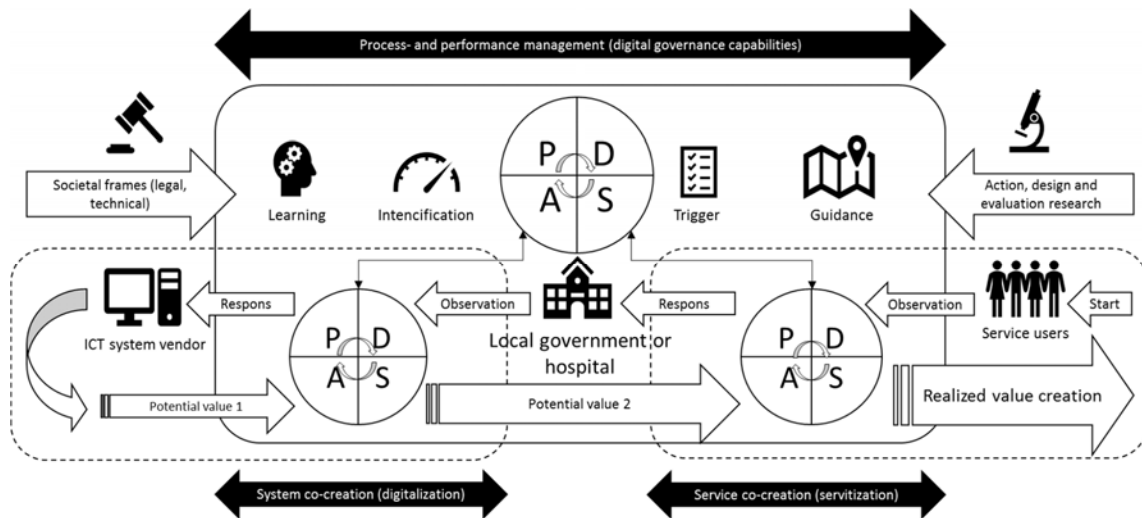 Process- and performance management (digital governance capabilities)
Societal frames (legal,
technical)
Learning
Intencification
P D
A S
Trigger
Guidance
Action, design and
evaluation research
ICT system vendor
Respons
P D
A S
Observation
Local government or
hospital
Respons
P D
A S
Observation
Service users
Start
Potential value 1
Potential value 2
Realized value creation
System co-creation (digitalization)
Service co-creation (servitization)